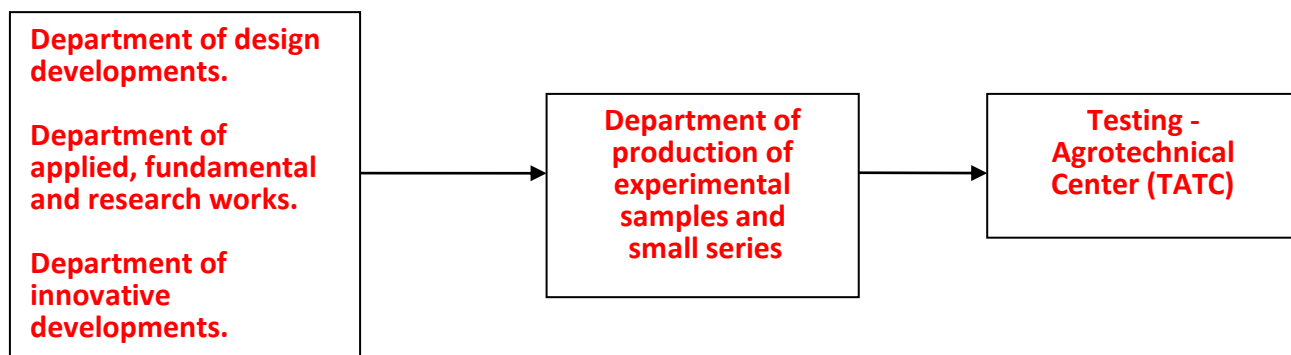 Department of design
developments.
Department of
applied, fundamental
and research works.
Department of
innovative
developments.
Department of
production of
experimental
samples and
small series
Testing -
Agrotechnical
Center (TATC)